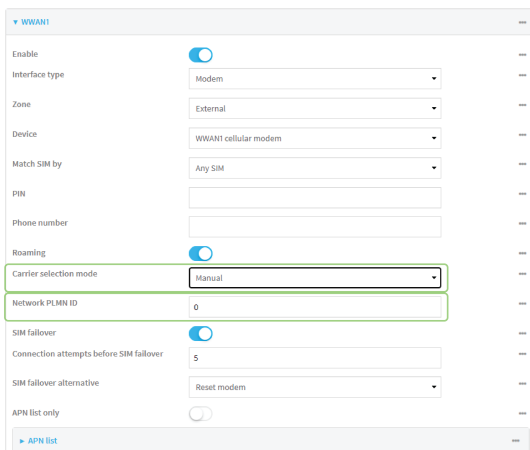 ▼ WWAN1
Enable
Interface type Modem
Zone External
Device WWAN1 cellular modem
Match SIM by Any SIM
PIN
Phone number
Roaming
Carrier selection mode Manual
Network PLMN ID 0
SIM failover
Connection attempts before SIM failover 5
SIM failover alternative Reset modem
APN list only
► APN list